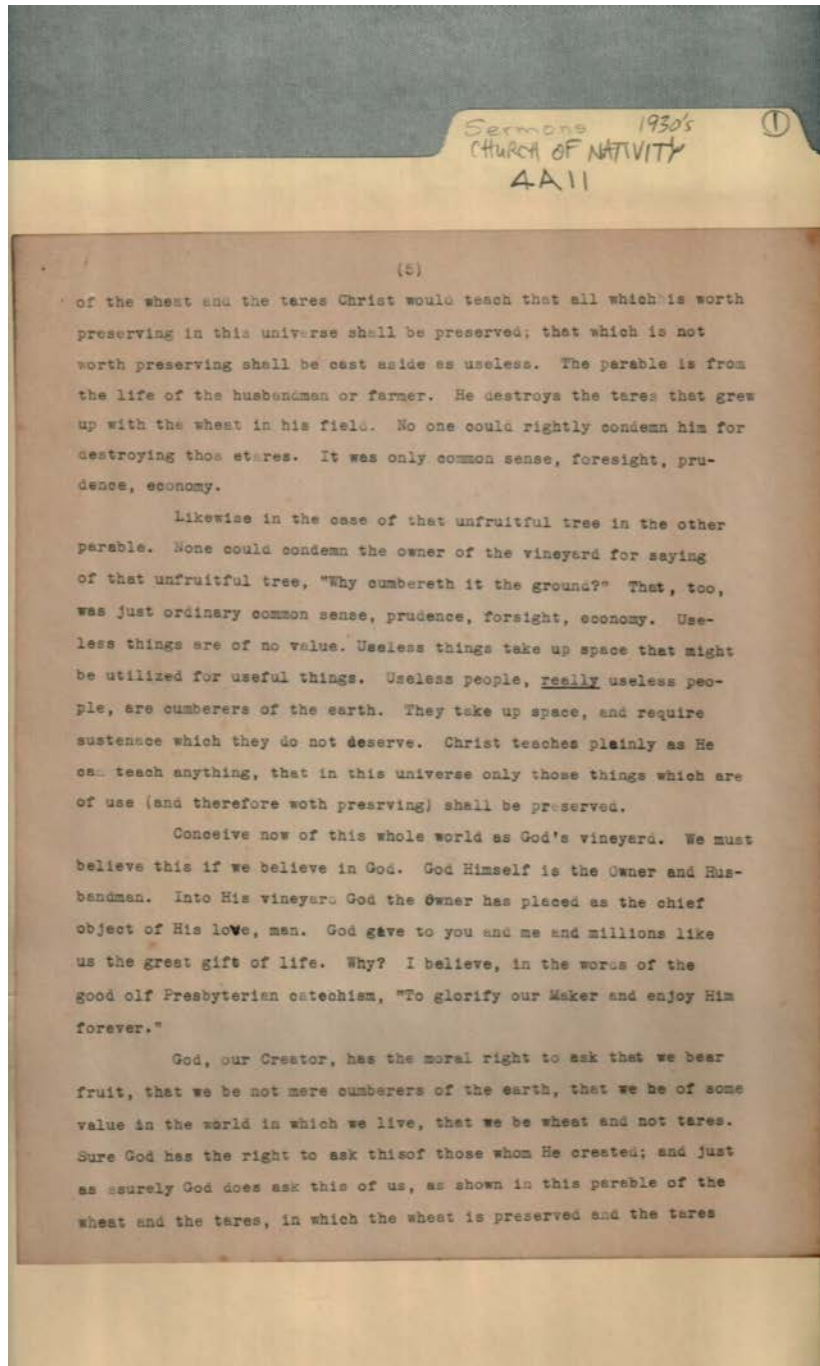 Sermons 1930's ①
CHURCH OF NATIVITY
4A11
(5)
of the wheat and the tares Christ would teach that all which is worth
preserving in this universe shall be preserved; that which is not
worth preserving shall be cast aside as useless. The parable is from
the life of the husbandman or farmer. He destroys the tares that grew
up with the wheat in his field. No one could rightly condemn him for
destroying thos etares. It was only common sense, foresight, pru-
dence, economy.
Likewise in the case of that unfruitful tree in the other
parable. None could condemn the owner of the vineyard for saying
of that unfruitful tree, "Why cumbereth it the ground?" That, too,
was just ordinary common sense, prudence, forsight, economy. Use-
less things are of no value. Useless things take up space that might
be utilized for useful things. Useless people, really useless peo-
ple, are cumberers of the earth. They take up space, and require
sustenace which they do not deserve. Christ teaches plainly as He
can teach anything, that in this universe only those things which are
of use (and therefore woth presrving) shall be preserved.
Conceive now of this whole world as God's vineyard. We must
believe this if we believe in God. God Himself is the Owner and Hus-
bandman. Into His vineyard God the Owner has placed as the chief
object of His love, man. God gave to you and me and millions like
us the great gift of life. Why? I believe, in the words of the
good olf Presbyterian catechism, "To glorify our Maker and enjoy Him
forever."
God, our Creator, has the moral right to ask that we bear
fruit, that we be not mere cumberers of the earth, that we be of some
value in the world in which we live, that we be wheat and not tares.
Sure God has the right to ask thisof those whom He created; and just
as asurely God does ask this of us, as shown in this parable of the
wheat and the tares, in which the wheat is preserved and the tares